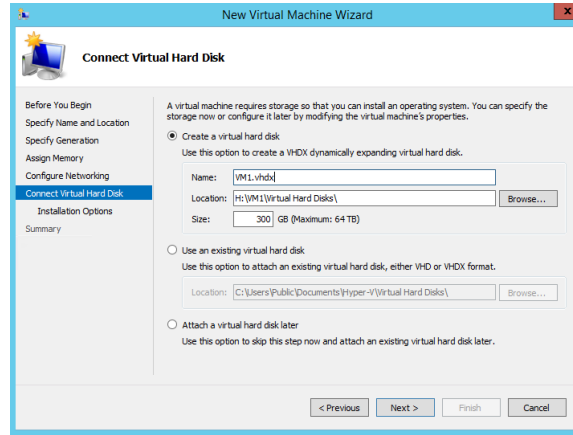 New Virtual Machine Wizard
x
Connect Virtual Hard Disk
Before You Begin
Specify Name and Location
Specify Generation
Assign Memory
Configure Networking
Connect Virtual Hard Disk
Installation Options
Summary
A virtual machine requires storage so that you can install an operating system. You can specify the
storage now or configure it later by modifying the virtual machine's properties.
Create a virtual hard disk
Use this option to create a VHDX dynamically expanding virtual hard disk.
Name: VM1.vhdx
Location: H:\VM1\Virtual Hard Disks\ Browse...
Size: 300 GB (Maximum: 64 TB)
Use an existing virtual hard disk
Use this option to attach an existing virtual hard disk, either VHD or VHDX format.
Location: C:\Users\Public\Documents\Hyper-V\Virtual Hard Disks\ Browse...
Attach a virtual hard disk later
Use this option to skip this step now and attach an existing virtual hard disk later.
< Previous Next > Finish Cancel